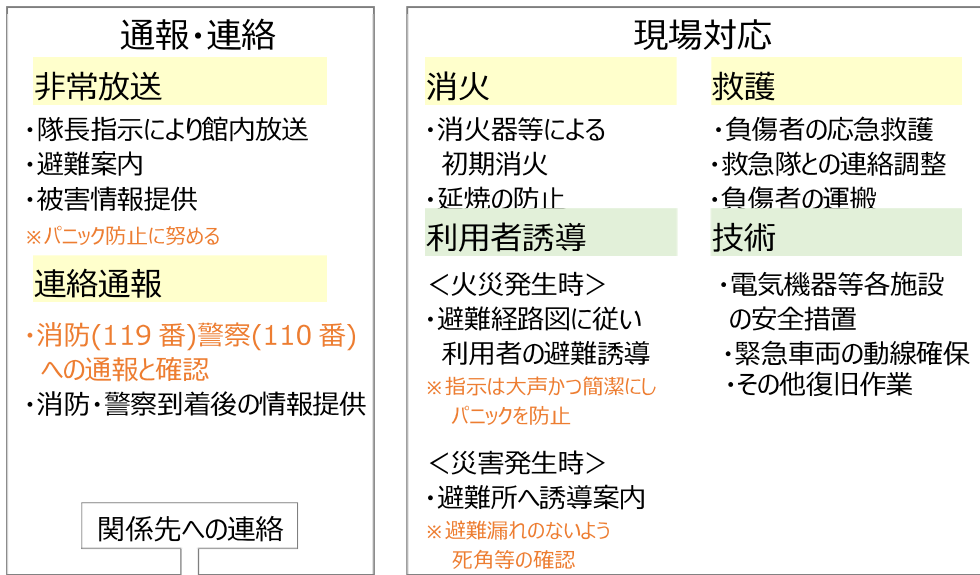 通報・連絡
非常放送
・隊長指示により館内放送
・避難案内
・被害情報提供
※パニック防止に努める
連絡通報
・消防(119 番)警察(110 番)
への通報と確認
・消防・警察到着後の情報提供
関係先への連絡
現場対応
消火
・消火器等による
初期消火
・延焼の防止
利用者誘導
＜火災発生時＞
・避難経路図に従い
利用者の避難誘導
※指示は大声かつ簡潔にし
パニックを防止
＜災害発生時＞
・避難所へ誘導案内
※避難漏れのないよう
死角等の確認
救護
・負傷者の応急救護
・救急隊との連絡調整
・負傷者の運搬
技術
・電気機器等各施設
の安全措置
・緊急車両の動線確保
・その他復旧作業